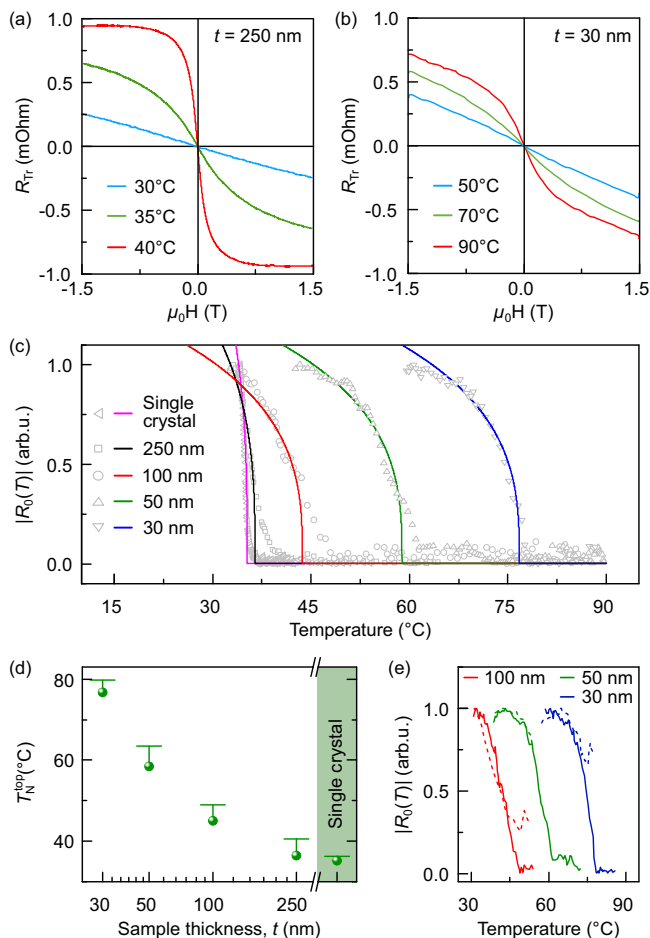 (a)
t = 250 nm
1.0
0.5
0.0
-0.5
-1.0
R_Tr (mOhm)
30°C
35°C
40°C
-1.5 0.0 1.5
μ₀H (T)
(b)
t = 30 nm
1.0
0.5
0.0
-0.5
-1.0
R_Tr (mOhm)
50°C
70°C
90°C
-1.5 0.0 1.5
μ₀H (T)
(c)
1.0
0.5
0.0
|R₀(T)| (arb.u.)
Single
crystal
250 nm
100 nm
50 nm
30 nm
15 30 45 60 75 90
Temperature (°C)
(d)
80
60
40
T_N^top(°C)
Single crystal
30 50 100 250
Sample thickness, t (nm)
(e)
100 nm 50 nm
30 nm
1.0
0.5
0.0
|R₀(T)| (arb.u.)
30 60 90
Temperature (°C)